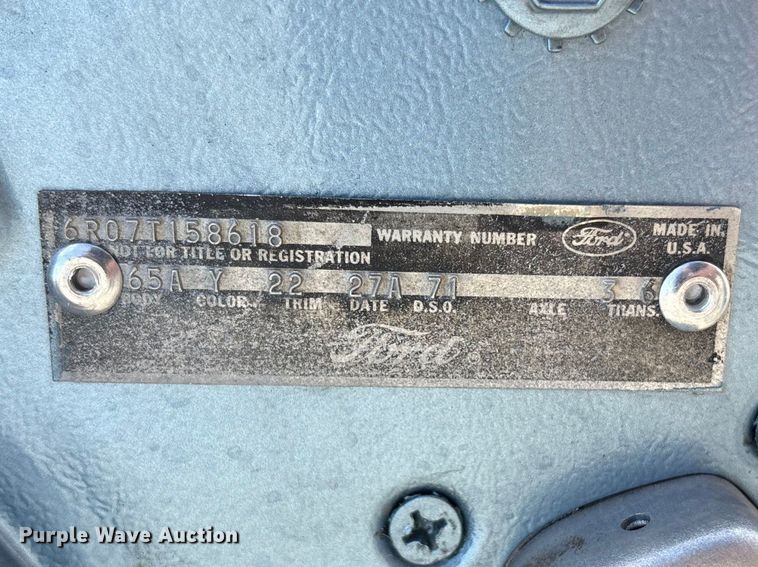 6R07T158618 WARRANTY NUMBER Ford MADE IN U.S.A.
NOT FOR TITLE OR REGISTRATION
65A Y 22 27A 71 3 6
BODY COLOR TRIM DATE D.S.O. AXLE TRANS.
Ford ®
Purple Wave Auction